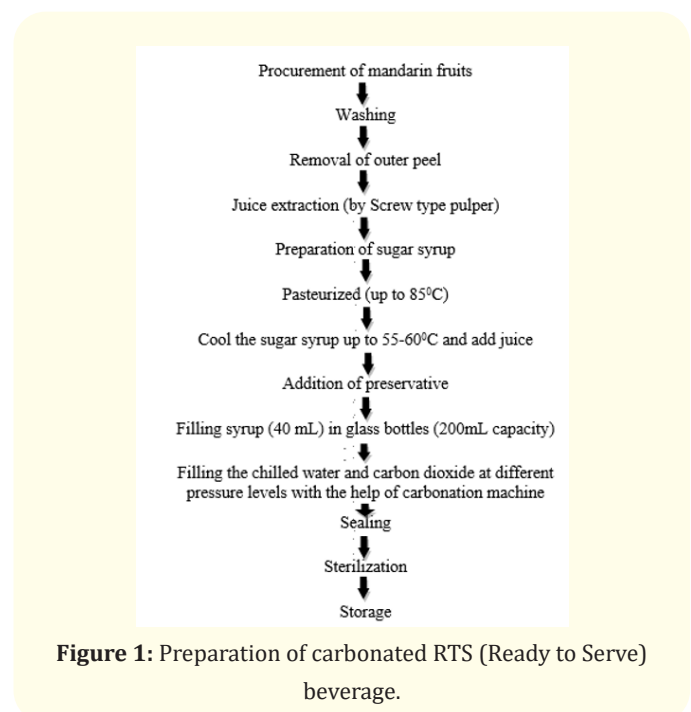 Procurement of mandarin fruits
Washing
Removal of outer peel
Juice extraction (by Screw type pulper)
Preparation of sugar syrup
Pasteurized (up to 85⁰C)
Cool the sugar syrup up to 55-60⁰C and add juice
Addition of preservative
Filling syrup (40 mL) in glass bottles (200mL capacity)
Filling the chilled water and carbon dioxide at different
pressure levels with the help of carbonation machine
Sealing
Sterilization
Storage
Figure 1: Preparation of carbonated RTS (Ready to Serve)
beverage.